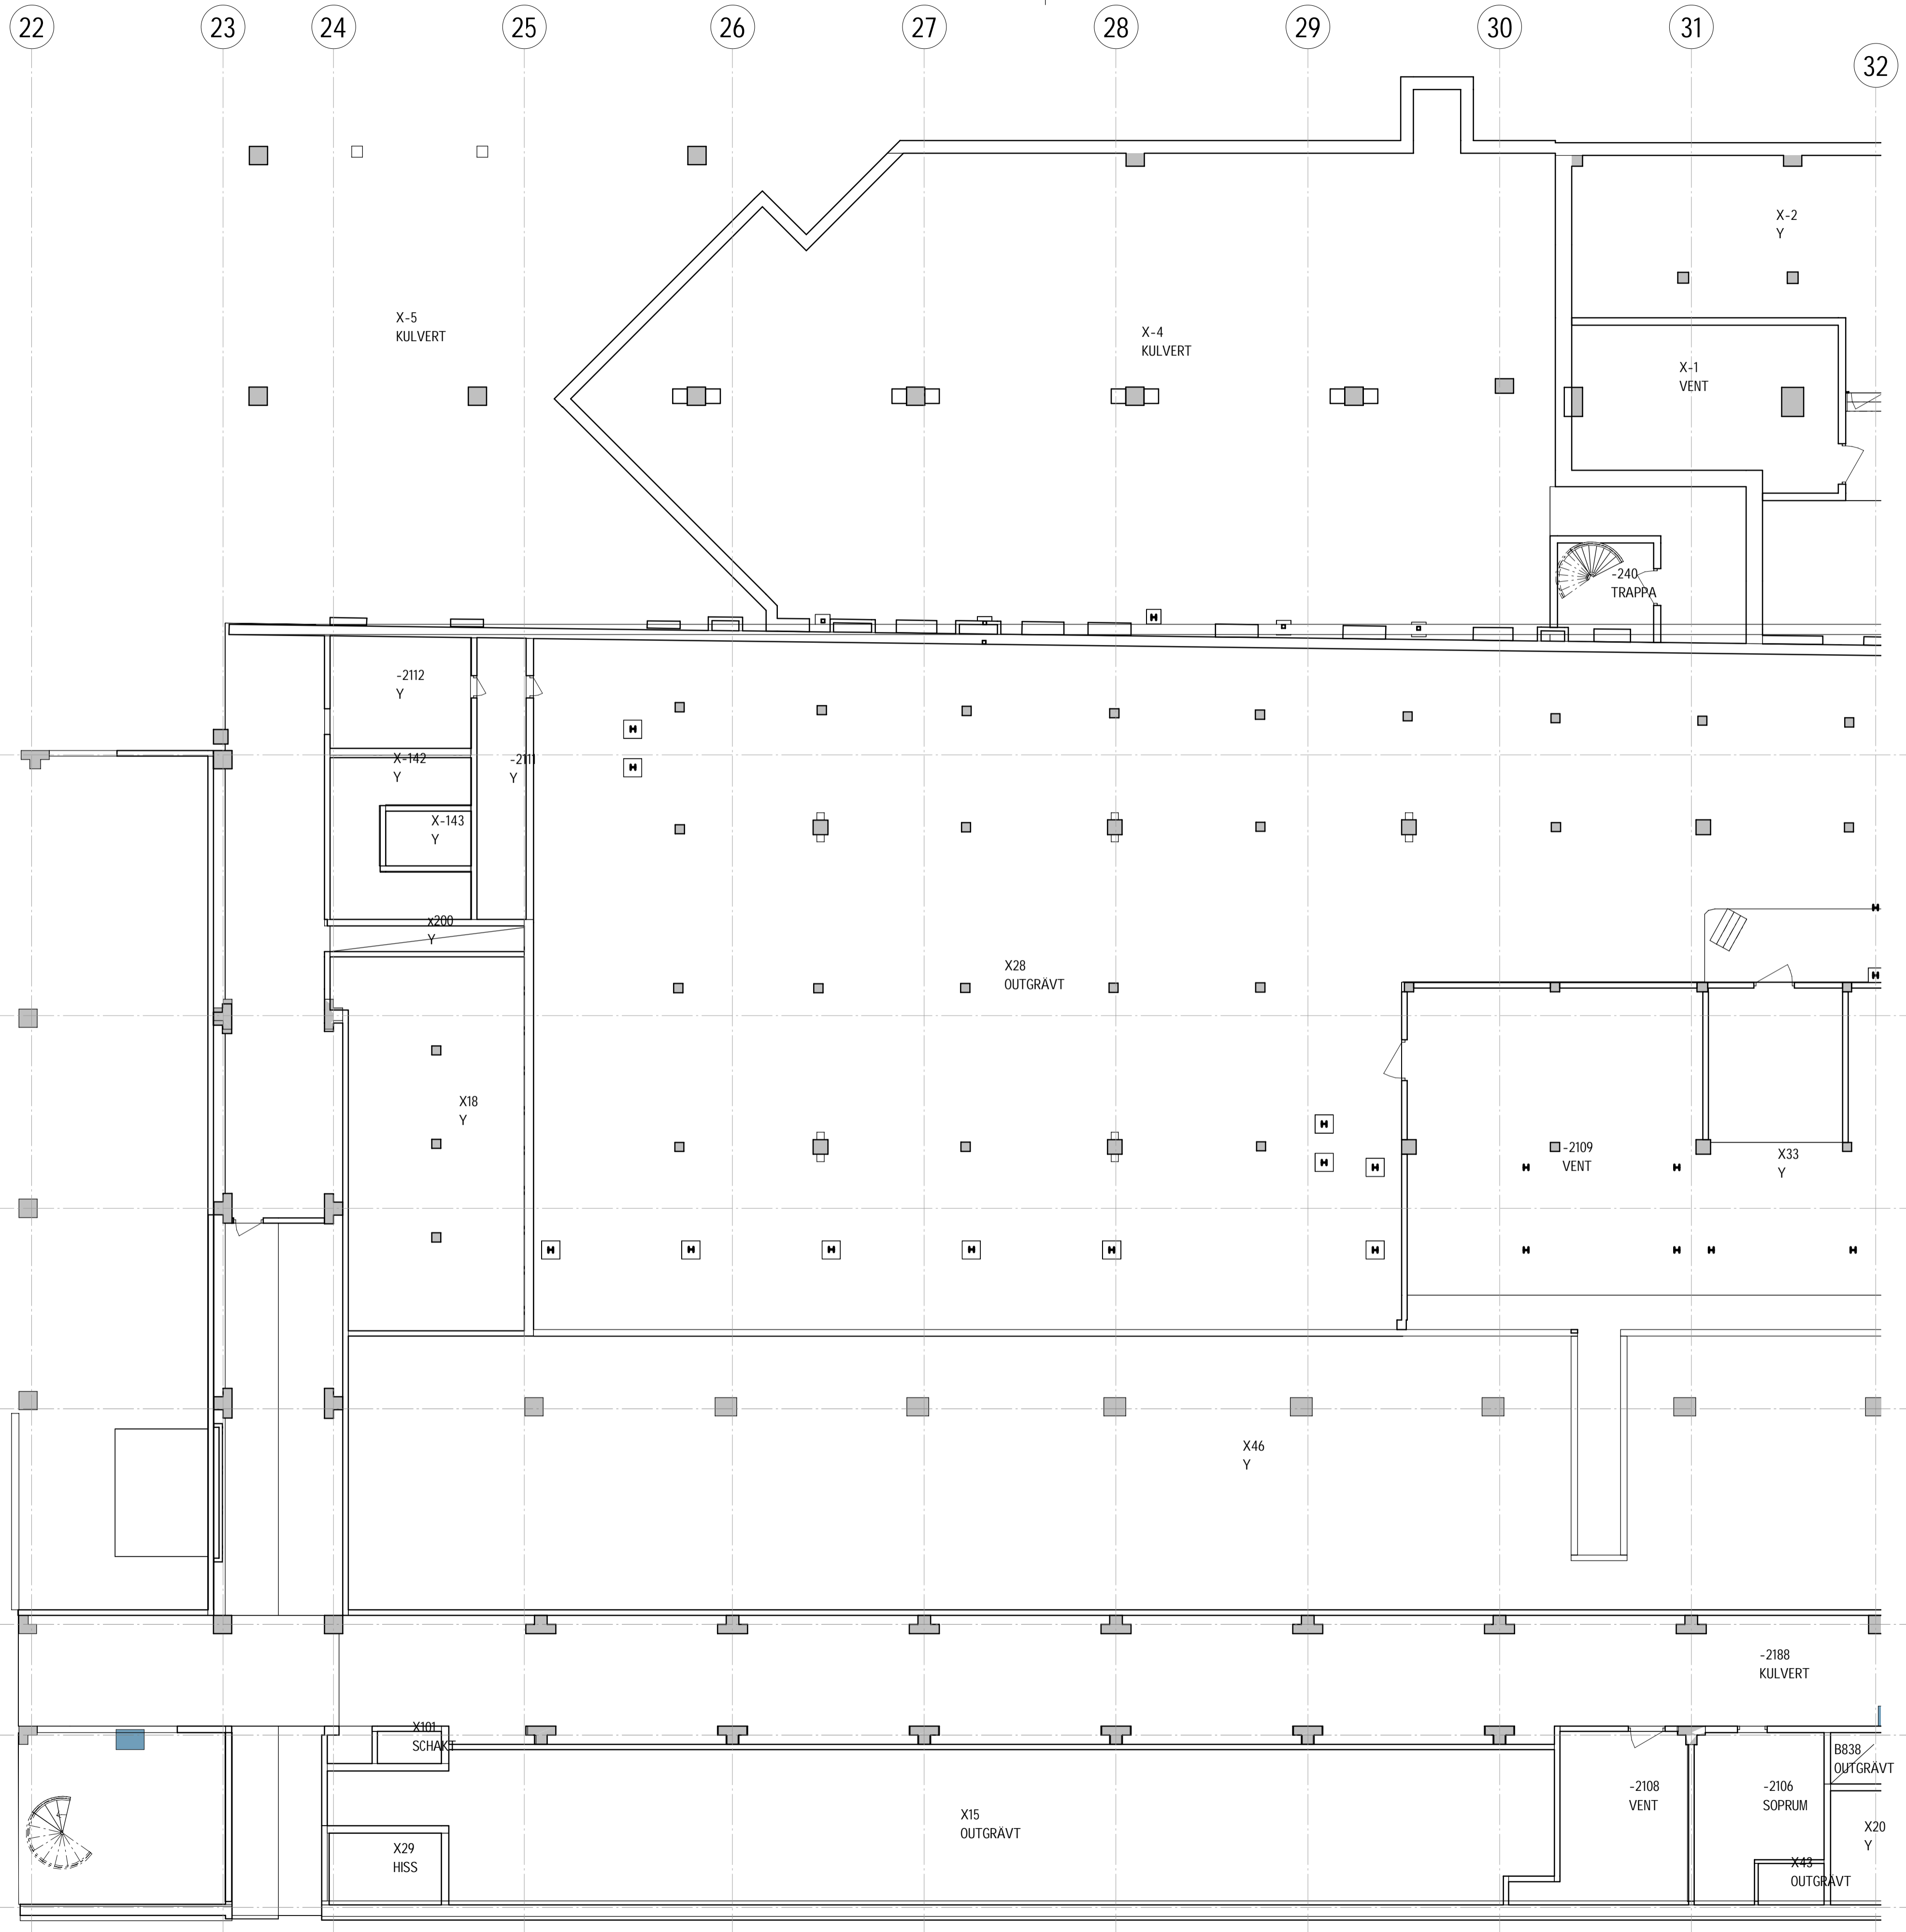 22
23
24
25
26
27
28
29
30
31
32
X-2
Y
X-5
KULVERT
X-4
KULVERT
X-1
VENT
-240
TRAPPA
-2112
Y
X-142
Y
-2111
Y
X-143
Y
x200
Y
X28
OUTGRÄVT
X18
Y
-2109
VENT
X33
Y
X46
Y
-2188
KULVERT
X101
SCHAKT
B838
OUTGRÄVT
-2108
VENT
-2106
SOPRUM
X15
OUTGRÄVT
X20
Y
X29
HISS
X43
OUTGRÄVT